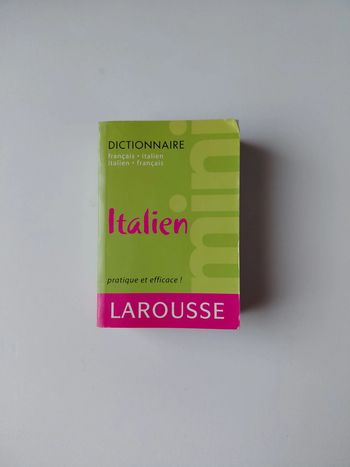 DICTIONNAIRE
français • italien
italien • français
mini
Italien
pratique et efficace !
LAROUSSE